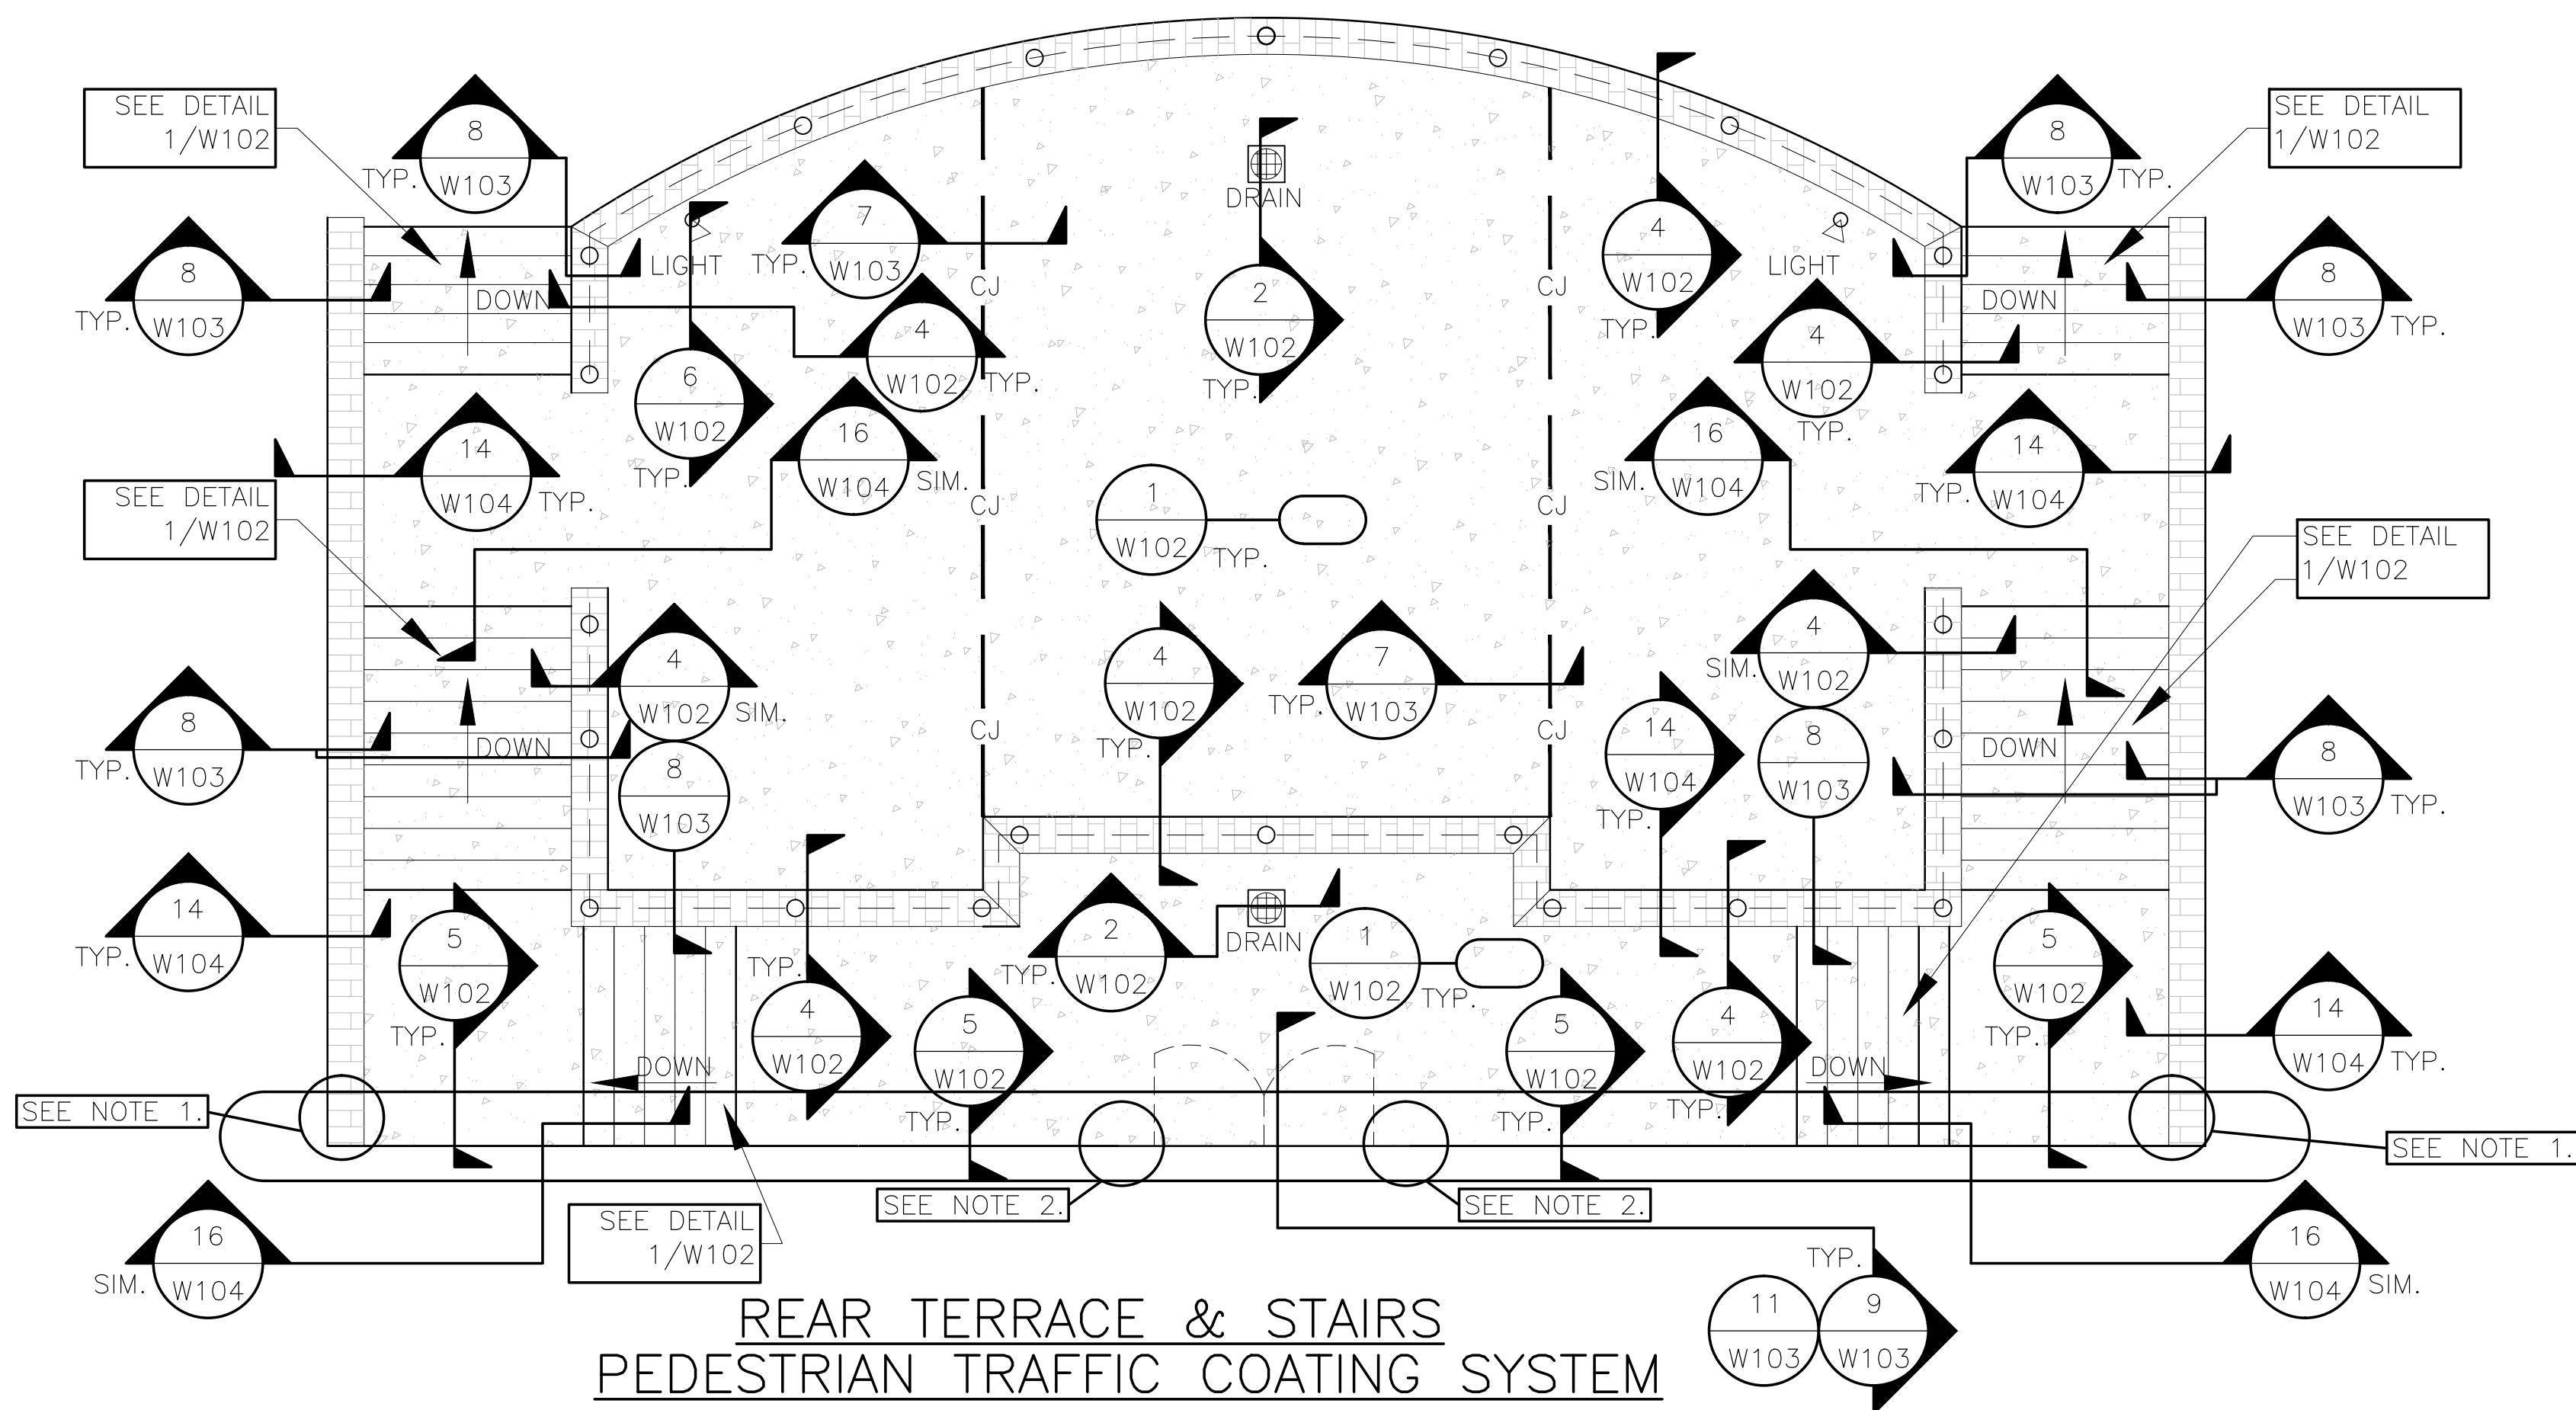 SEE DETAIL
1/W102
8
W103
TYP.
8
W103
TYP.
SEE DETAIL
1/W102
7
W103
TYP.
DRAIN
4
W102
TYP.
8
W103
TYP.
DOWN
LIGHT
CJ
2
W102
TYP.
CJ
LIGHT
DOWN
8
W103
TYP.
4
W102
TYP.
6
W102
TYP.
4
W102
TYP.
14
W104
TYP.
16
W104
SIM.
16
W104
SIM.
14
W104
TYP.
SEE DETAIL
1/W102
CJ
1
W102
TYP.
CJ
SEE DETAIL
1/W102
4
W102
SIM.
4
W102
TYP.
7
W103
TYP.
4
W102
SIM.
8
W103
TYP.
DOWN
8
W103
CJ
CJ
14
W104
TYP.
8
W103
DOWN
8
W103
TYP.
14
W104
TYP.
5
W102
TYP.
TYP.
4
W102
2
W102
TYP.
DRAIN
1
W102
TYP.
5
W102
TYP.
14
W104
TYP.
5
W102
TYP.
5
W102
TYP.
4
W102
TYP.
DOWN
DOWN
SEE NOTE 1.
SEE NOTE 1.
SEE NOTE 2.
SEE NOTE 2.
16
W104
SIM.
SEE DETAIL
1/W102
TYP.
11
W103
9
W103
16
W104
SIM.
REAR TERRACE & STAIRS
PEDESTRIAN TRAFFIC COATING SYSTEM